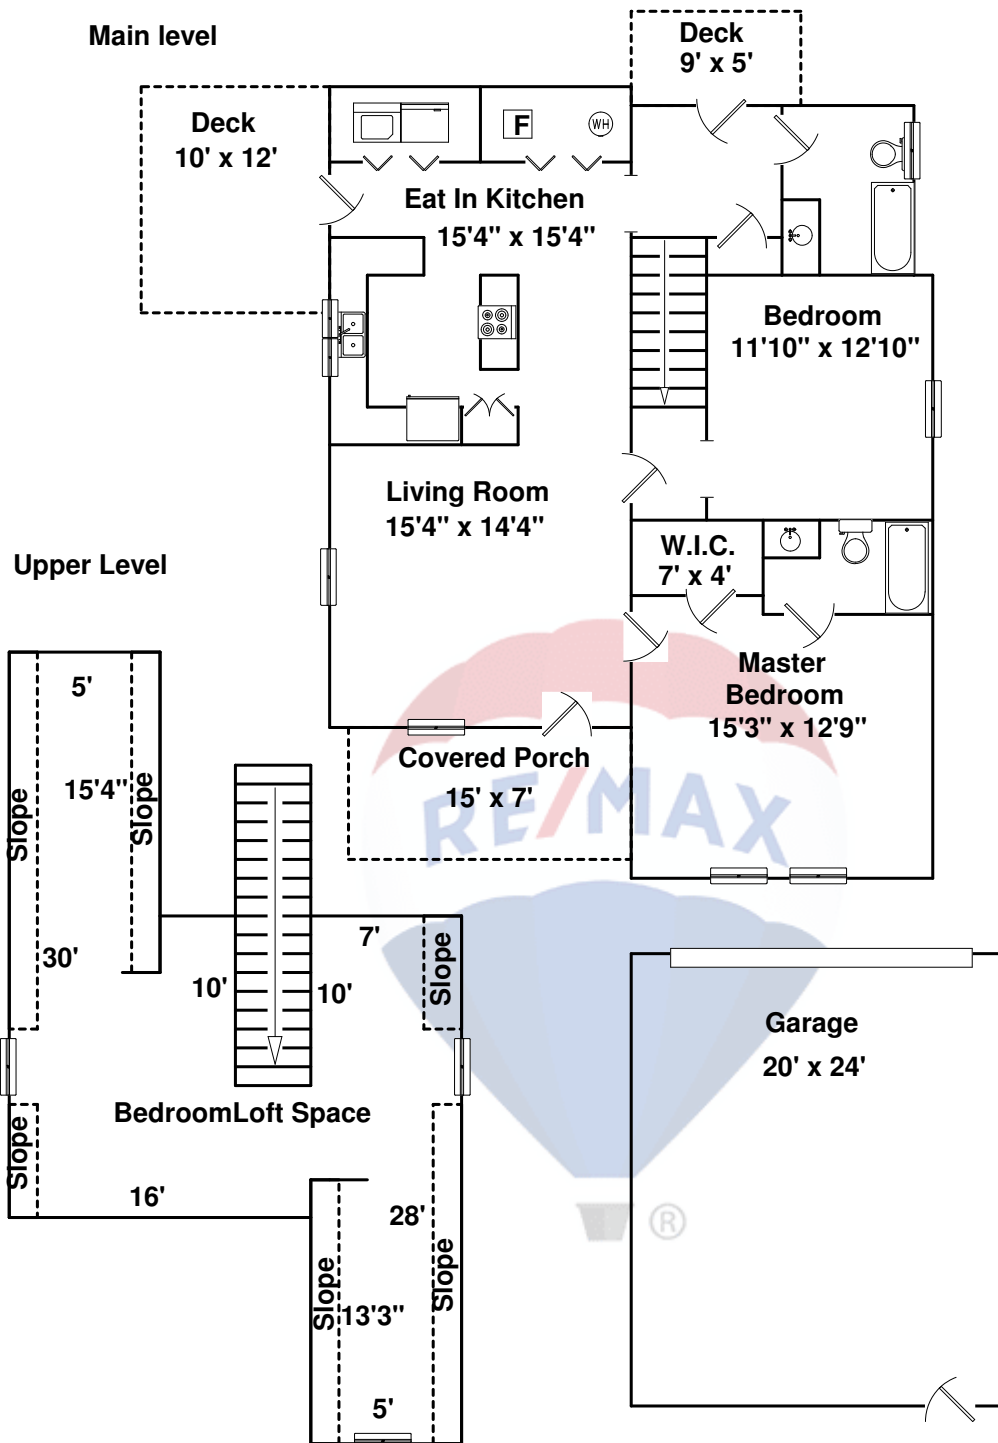 Main level
Deck
9' x 5'
Deck
10' x 12'
F
WH
Eat In Kitchen
15'4" x 15'4"
Bedroom
11'10" x 12'10"
Living Room
15'4" x 14'4"
W.I.C.
7' x 4'
Upper Level
Master
Bedroom
15'3" x 12'9"
Covered Porch
15' x 7'
RE/MAX
®
5'
15'4"
Slope
Slope
30'
7'
Slope
10'
10'
BedroomLoft Space
Slope
16'
28'
Slope
Slope
13'3"
5'
Garage
20' x 24'